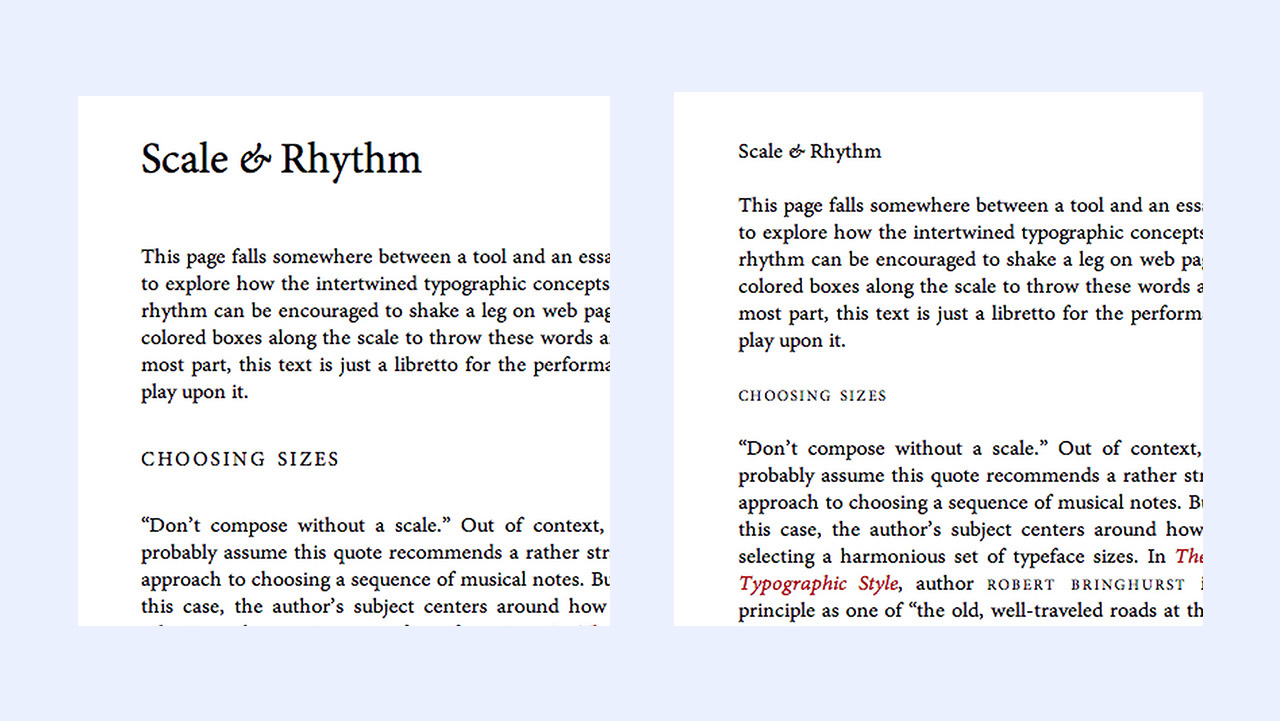 Scale & Rhythm
This page falls somewhere between a tool and an essa
to explore how the intertwined typographic concepts
rhythm can be encouraged to shake a leg on web pag
colored boxes along the scale to throw these words a
most part, this text is just a libretto for the performa
play upon it.
CHOOSING SIZES
“Don’t compose without a scale.” Out of context,
probably assume this quote recommends a rather str
approach to choosing a sequence of musical notes. Bu
this case, the author’s subject centers around how
Scale & Rhythm
This page falls somewhere between a tool and an ess
to explore how the intertwined typographic concepts
rhythm can be encouraged to shake a leg on web pag
colored boxes along the scale to throw these words a
most part, this text is just a libretto for the perform
play upon it.
CHOOSING SIZES
“Don’t compose without a scale.” Out of context,
probably assume this quote recommends a rather str
approach to choosing a sequence of musical notes. Bu
this case, the author’s subject centers around how
selecting a harmonious set of typeface sizes. In The
Typographic Style, author ROBERT BRINGHURST i
principle as one of “the old, well-traveled roads at th